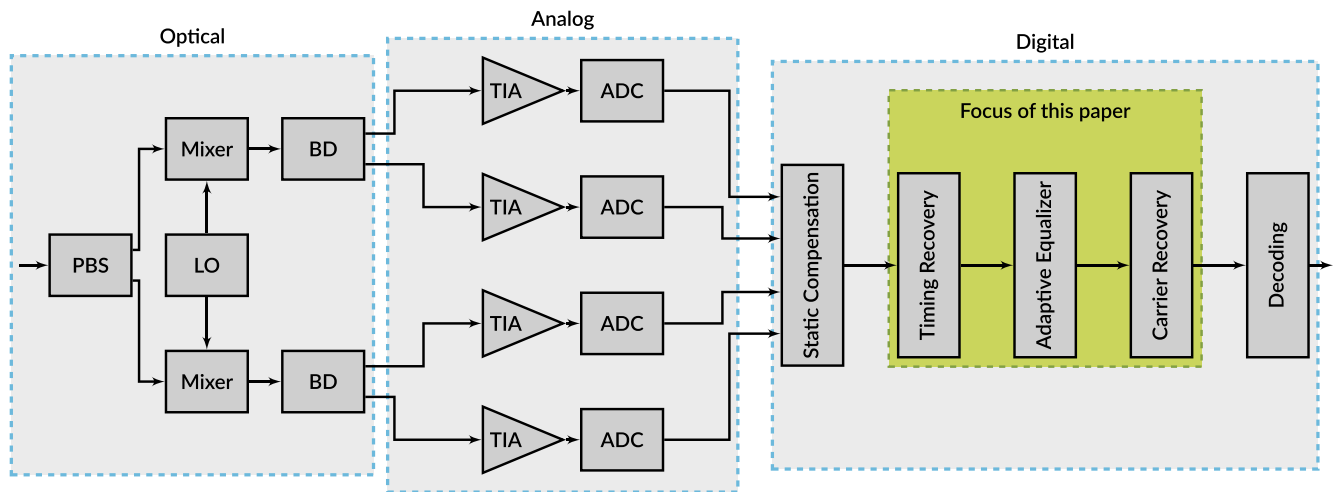 Optical
Analog
Digital
PBS
Mixer
LO
Mixer
BD
BD
TIA
ADC
TIA
ADC
TIA
ADC
TIA
ADC
Static Compensation
Focus of this paper
Timing Recovery
Adaptive Equalizer
Carrier Recovery
Decoding